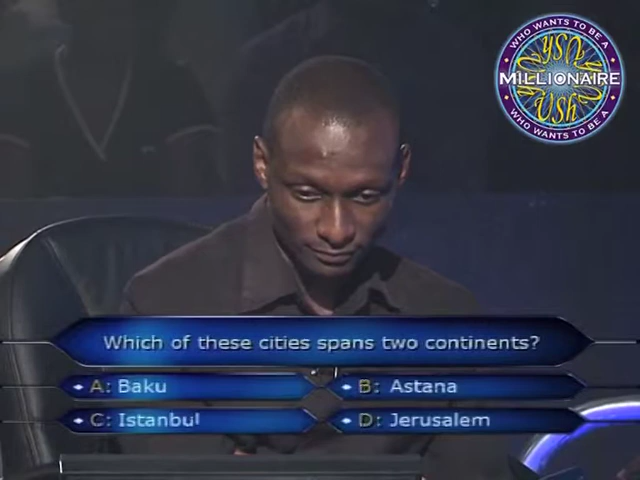 WHO WANTS TO BE A
MILLIONAIRE
WHO WANTS TO BE A
Which of these cities spans two continents?
A: Baku
B: Astana
C: Istanbul
D: Jerusalem